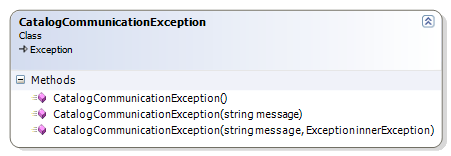 CatalogCommunicationException
Class
Exception
Methods
CatalogCommunicationException()
CatalogCommunicationException(string message)
CatalogCommunicationException(string message, Exception innerException)